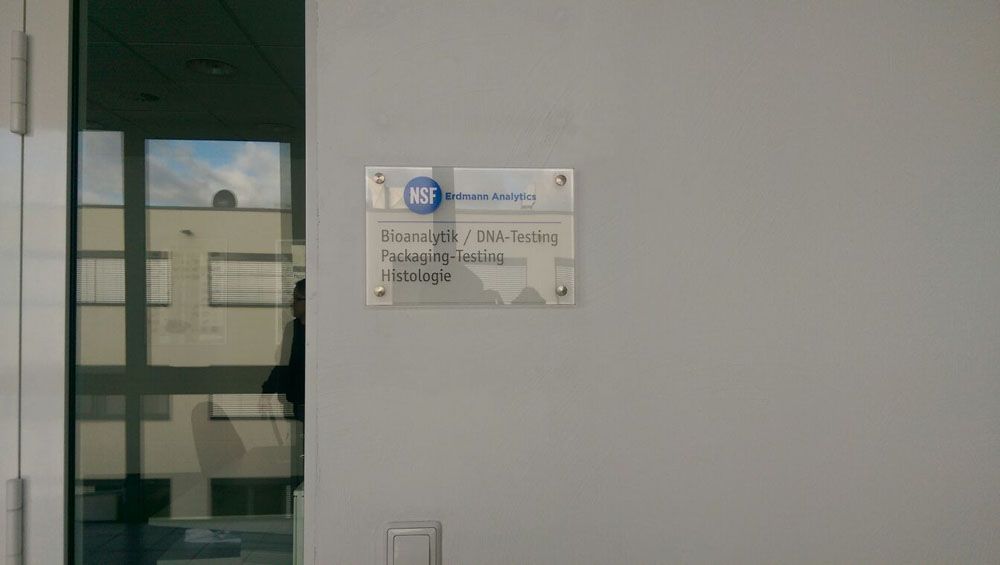 NSF Erdmann Analytics
Bioanalytik / DNA-Testing
Packaging-Testing
Histologie